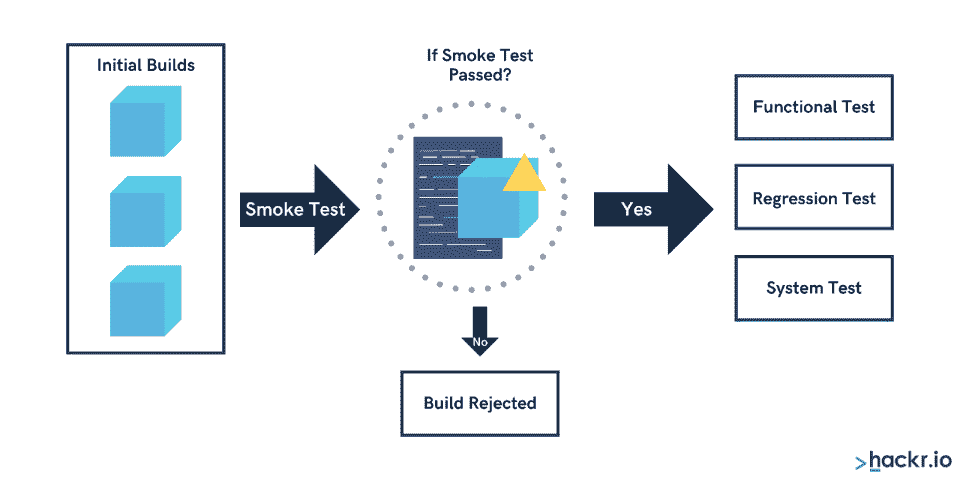 Initial Builds
If Smoke Test
Passed?
Smoke Test
Yes
No
Build Rejected
Functional Test
Regression Test
System Test
>hackr.io